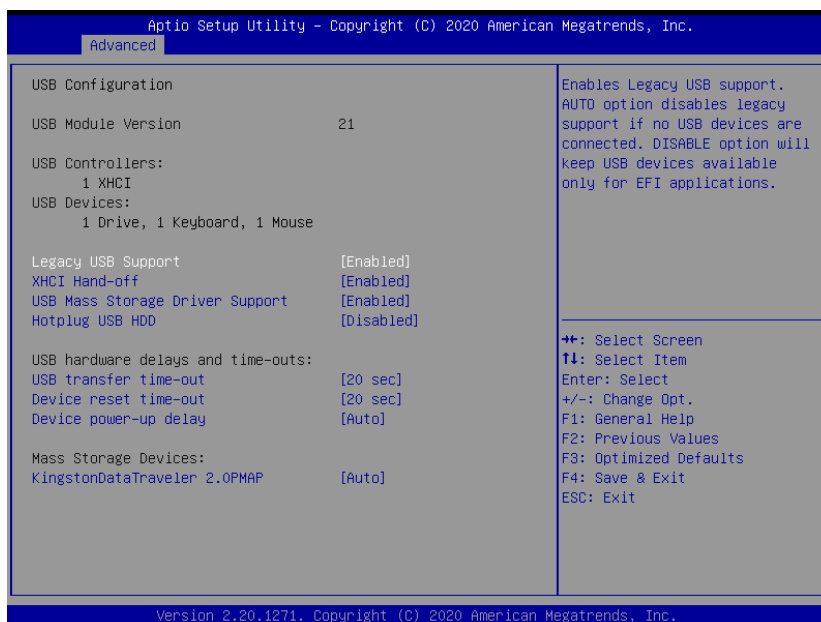 Aptio Setup Utility – Copyright (C) 2020 American Megatrends, Inc.
Advanced
USB Configuration
USB Module Version 21
USB Controllers:
1 XHCI
USB Devices:
1 Drive, 1 Keyboard, 1 Mouse
Legacy USB Support [Enabled]
XHCI Hand-off [Enabled]
USB Mass Storage Driver Support [Enabled]
Hotplug USB HDD [Disabled]
USB hardware delays and time-outs:
USB transfer time-out [20 sec]
Device reset time-out [20 sec]
Device power-up delay [Auto]
Mass Storage Devices:
KingstonDataTraveler 2.0PMAP [Auto]
Enables Legacy USB support.
AUTO option disables legacy
support if no USB devices are
connected. DISABLE option will
keep USB devices available
only for EFI applications.
→←: Select Screen
↑↓: Select Item
Enter: Select
+/-: Change Opt.
F1: General Help
F2: Previous Values
F3: Optimized Defaults
F4: Save & Exit
ESC: Exit
Version 2.20.1271. Copyright (C) 2020 American Megatrends, Inc.